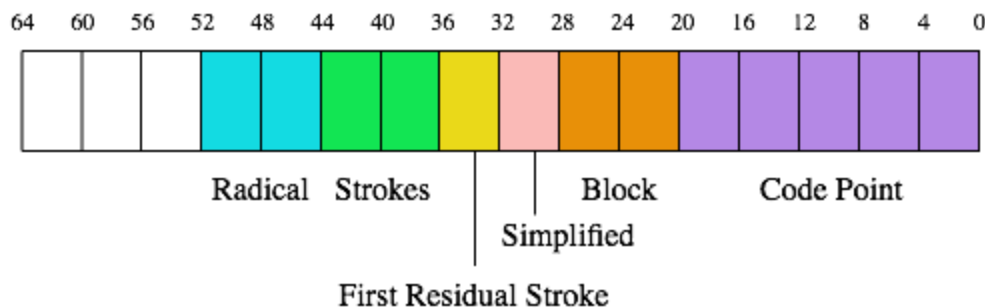 64 60 56 52 48 44 40 36 32 28 24 20 16 12 8 4 0
Radical Strokes Block Code Point
Simplified
First Residual Stroke